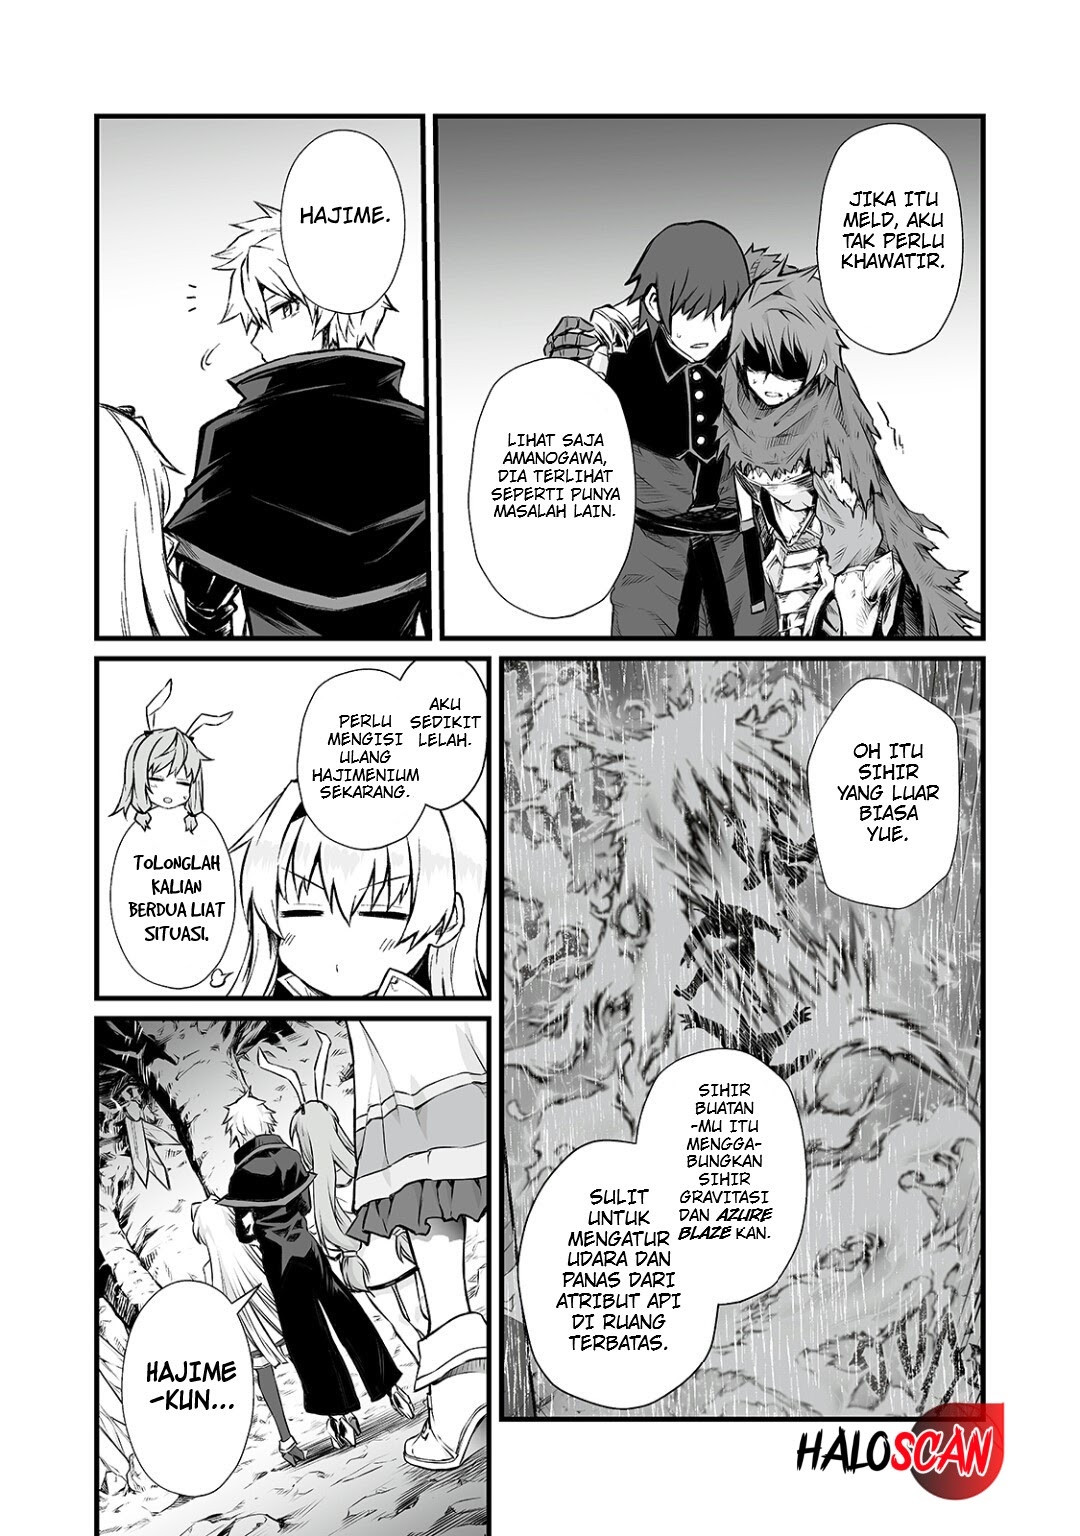 JIKA ITU
MELD, AKU
TAK PERLU
KHAWATIR.
LIHAT SAJA
AMANOGAWA,
DIA TERLIHAT
SEPERTI PUNYA
MASALAH LAIN.
HAJIME.
OH ITU
SIHIR
YANG LUAR
BIASA
YUE.
SIHIR
BUATAN
-MU ITU
MENGGA-
BUNGKAN
SIHIR
GRAVITASI
DAN AZURE
BLAZE KAN.
SULIT
UNTUK
MENGATUR
UDARA DAN
PANAS DARI
ATRIBUT API
DI RUANG
TERBATAS.
AKU
SEDIKIT
LELAH.
PERLU
MENGISI
ULANG
HAJIMENIUM
SEKARANG.
TOLONGLAH
KALIAN
BERDUA LIAT
SITUASI.
HAJIME
-KUN...
HALOSCAN